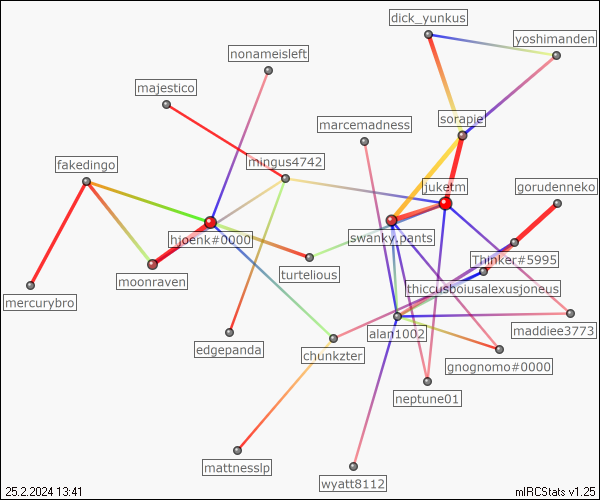 dick_yunkus
yoshimanden
nonameisleft
majestico
marcemadness
sorapie
fakedingo
mingus4742
juketm
gorudenneko
hjoenk#0000
swanky.pants
Thinker#5995
moonraven
turtelious
thiccusboiusalexusjoneus
mercurybro
alan1002
maddiee3773
edgepanda
chunkzter
gnognomo#0000
neptune01
mattnesslp
wyatt8112
25.2.2024 13:41
mIRCStats v1.25